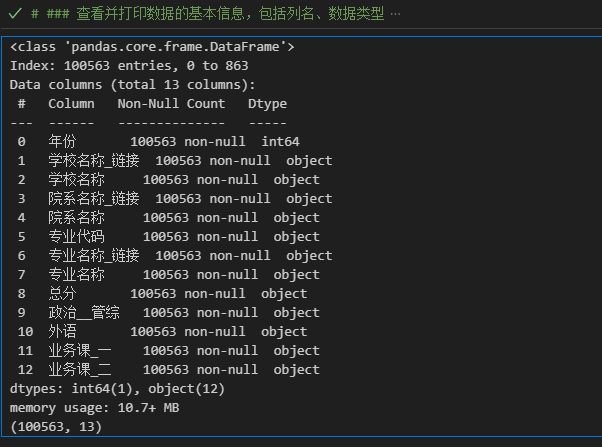 # ### 查看并打印数据的基本信息，包括列名、数据类型 ···
<class 'pandas.core.frame.DataFrame'>
Index: 100563 entries, 0 to 863
Data columns (total 13 columns):
 #   Column   Non-Null Count   Dtype
---  ------   --------------   -----
 0   年份       100563 non-null  int64
 1   学校名称_链接  100563 non-null  object
 2   学校名称     100563 non-null  object
 3   院系名称_链接  100563 non-null  object
 4   院系名称     100563 non-null  object
 5   专业代码     100563 non-null  object
 6   专业名称_链接  100563 non-null  object
 7   专业名称     100563 non-null  object
 8   总分       100563 non-null  object
 9   政治__管综   100563 non-null  object
 10  外语       100563 non-null  object
 11  业务课_一    100563 non-null  object
 12  业务课_二    100563 non-null  object
dtypes: int64(1), object(12)
memory usage: 10.7+ MB
(100563, 13)